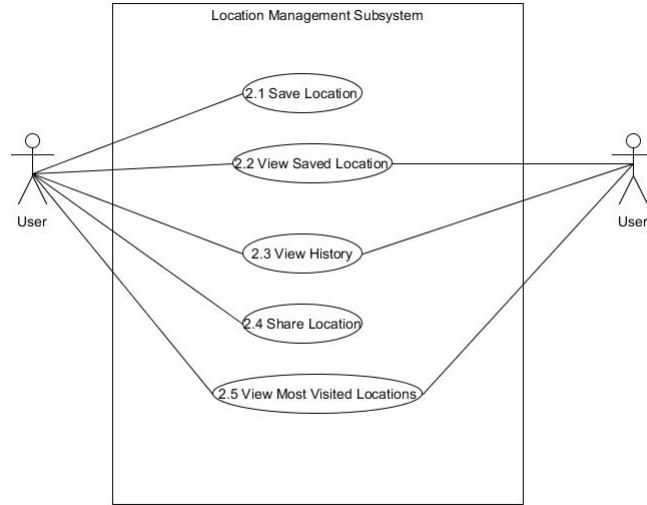 Location Management Subsystem
2.1 Save Location
2.2 View Saved Location
User
User
2.3 View History
2.4 Share Location
2.5 View Most Visited Locations